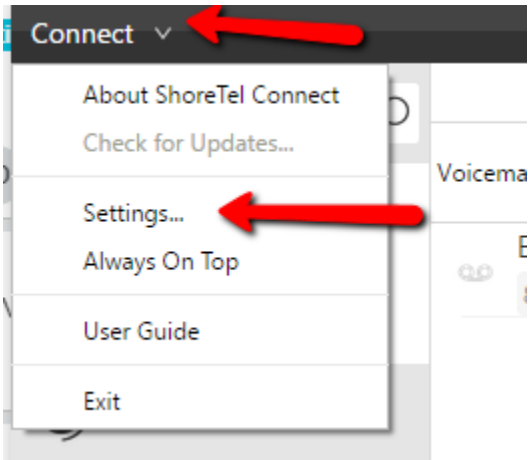 Connect
About ShoreTel Connect
Check for Updates...
Voicema
Settings...
Always On Top
User Guide
Exit